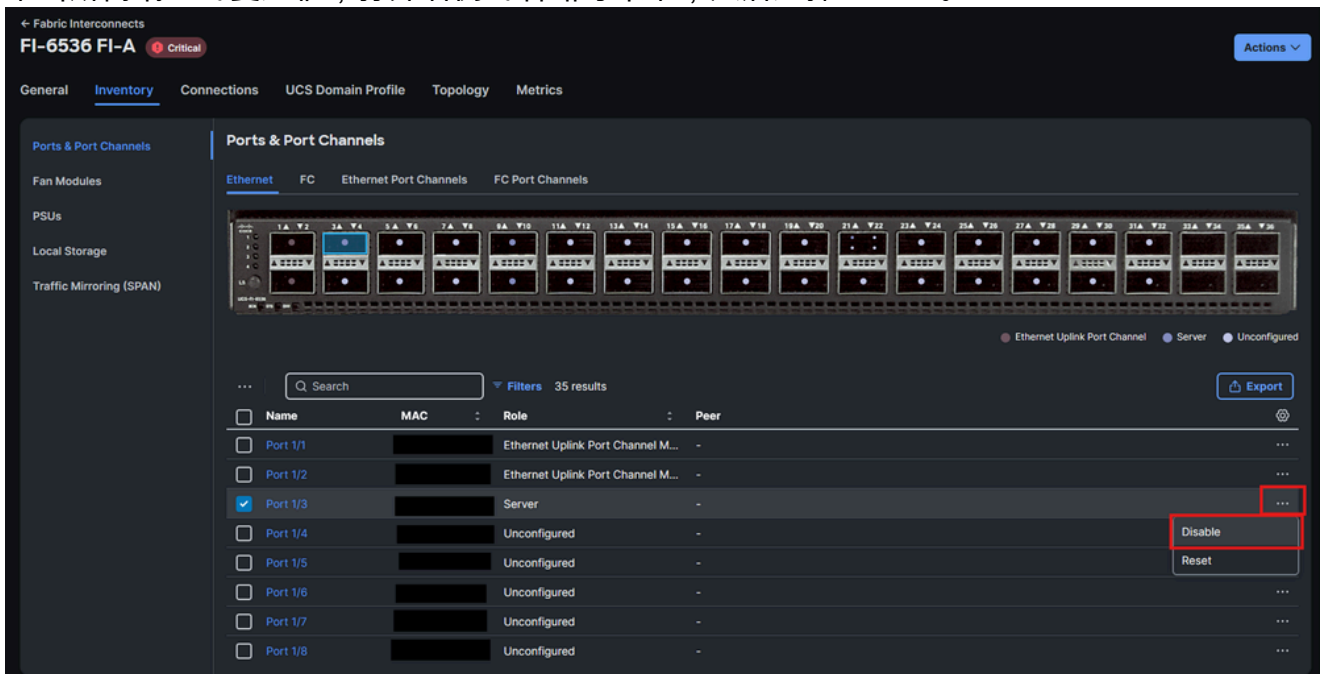 ← Fabric Interconnects
FI-6536 FI-A Critical
Actions
General Inventory Connections UCS Domain Profile Topology Metrics
Ports & Port Channels
Fan Modules
PSUs
Local Storage
Traffic Mirroring (SPAN)
Ports & Port Channels
Ethernet FC Ethernet Port Channels FC Port Channels
Ethernet Uplink Port Channel Server Unconfigured
... Search Filters 35 results Export
Name MAC Role Peer
Port 1/1 Ethernet Uplink Port Channel M... - ...
Port 1/2 Ethernet Uplink Port Channel M... - ...
Port 1/3 Server - ...
Port 1/4 Unconfigured - Disable
Port 1/5 Unconfigured - Reset
Port 1/6 Unconfigured - ...
Port 1/7 Unconfigured - ...
Port 1/8 Unconfigured - ...